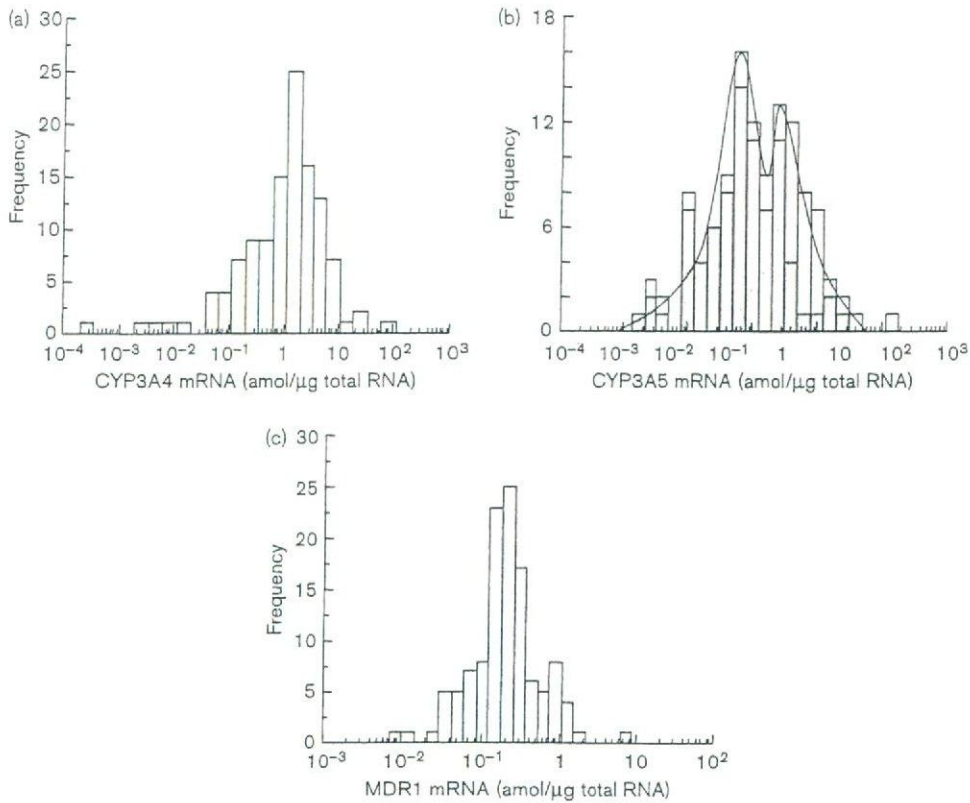 (a)
30
25
20
15
10
5
0
Frequency
10⁻⁴ 10⁻³ 10⁻² 10⁻¹ 1 10 10² 10³
CYP3A4 mRNA (amol/μg total RNA)
(b)
18
12
6
0
Frequency
10⁻⁴ 10⁻³ 10⁻² 10⁻¹ 1 10 10² 10³
CYP3A5 mRNA (amol/μg total RNA)
(c)
30
25
20
15
10
5
0
Frequency
10⁻³ 10⁻² 10⁻¹ 1 10 10²
MDR1 mRNA (amol/μg total RNA)